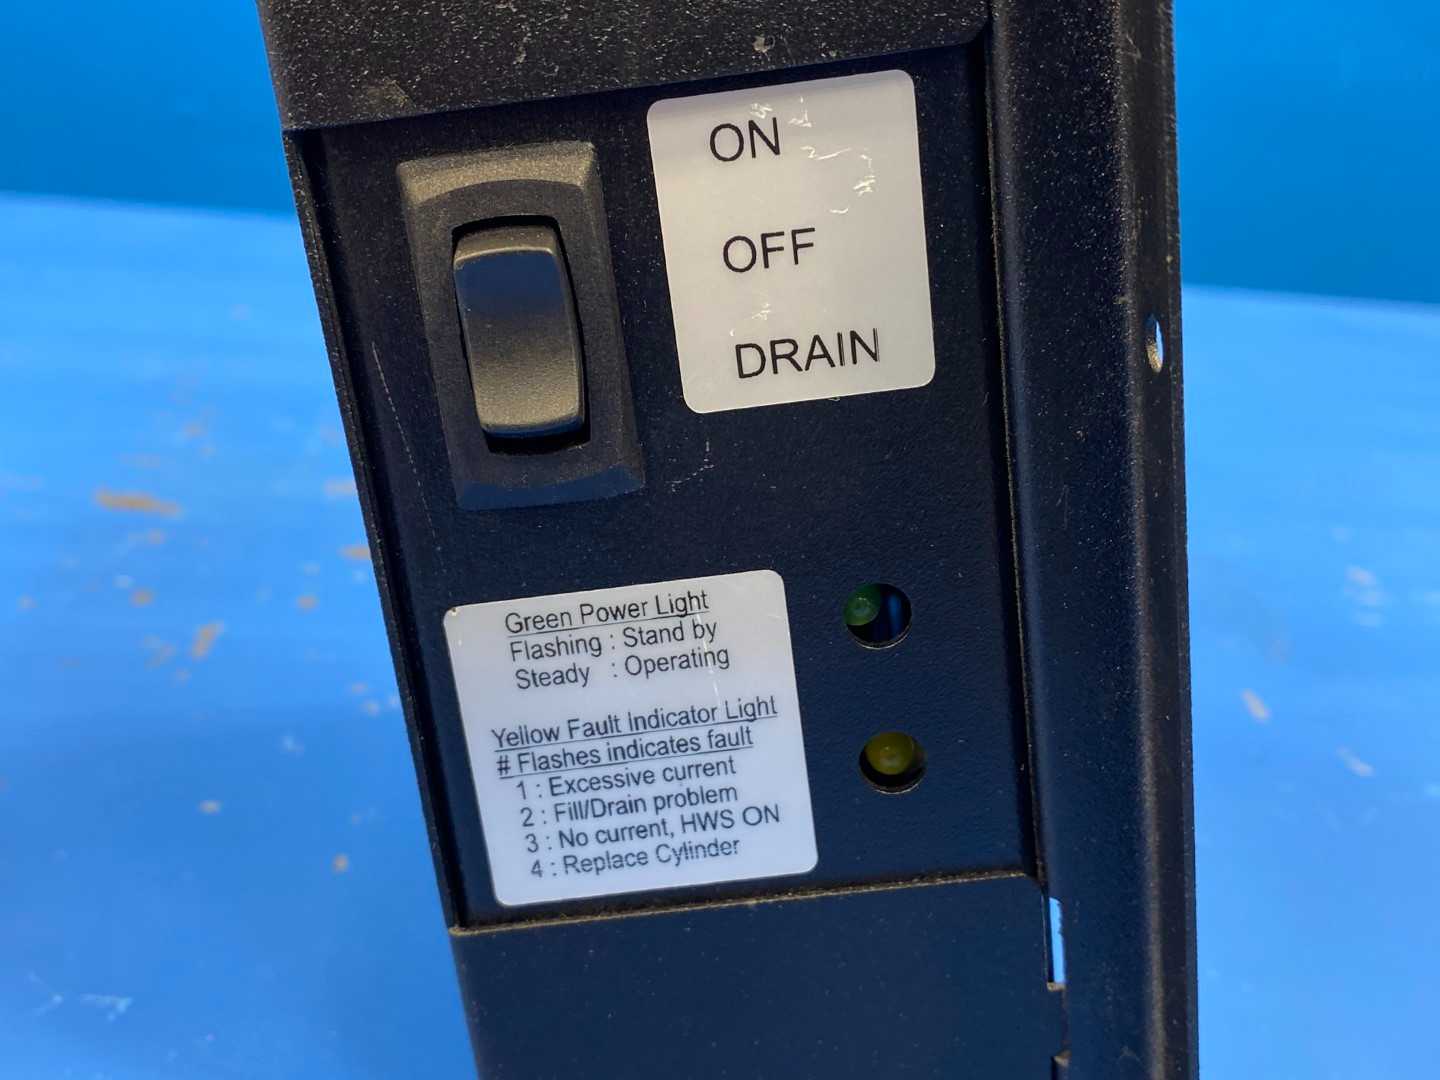 ON
OFF
DRAIN
Green Power Light
Flashing : Stand by
Steady : Operating
Yellow Fault Indicator Light
# Flashes indicates fault
1 : Excessive current
2 : Fill/Drain problem
3 : No current, HWS ON
4 : Replace Cylinder